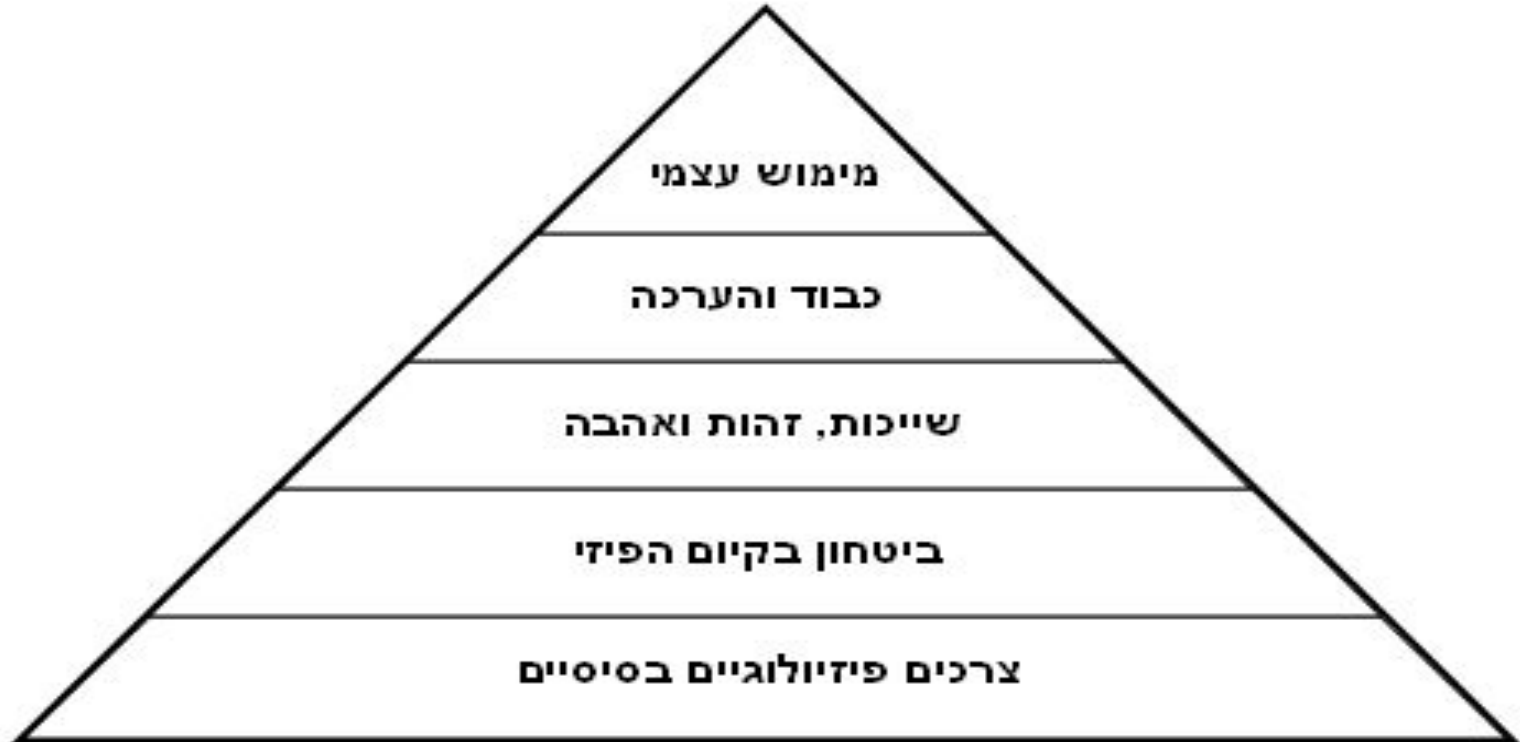 מימוש עצמי
כבוד והערכה
שייכות, זהות ואהבה
ביטחון בקיום הפיזי
צרכים פיזיולוגיים בסיסיים